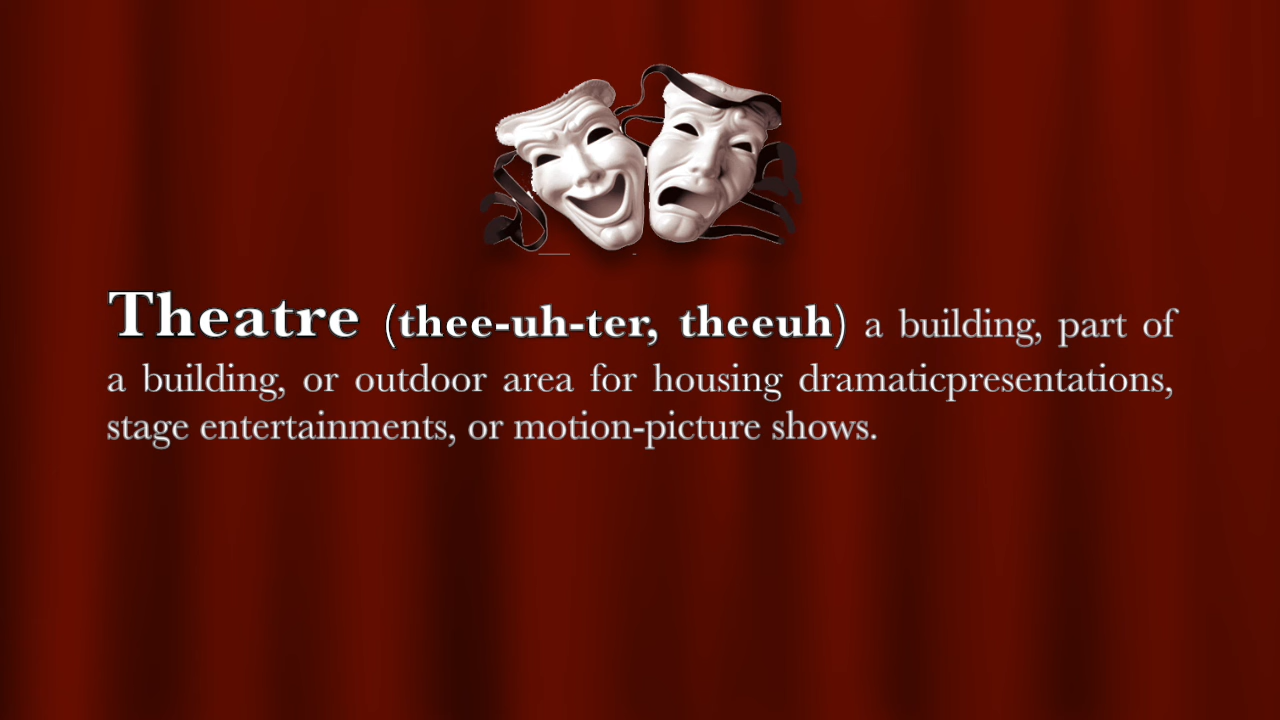 Theatre (thee-uh-ter, theeuh) a building, part of
a building, or outdoor area for housing dramaticpresentations,
stage entertainments, or motion-picture shows.